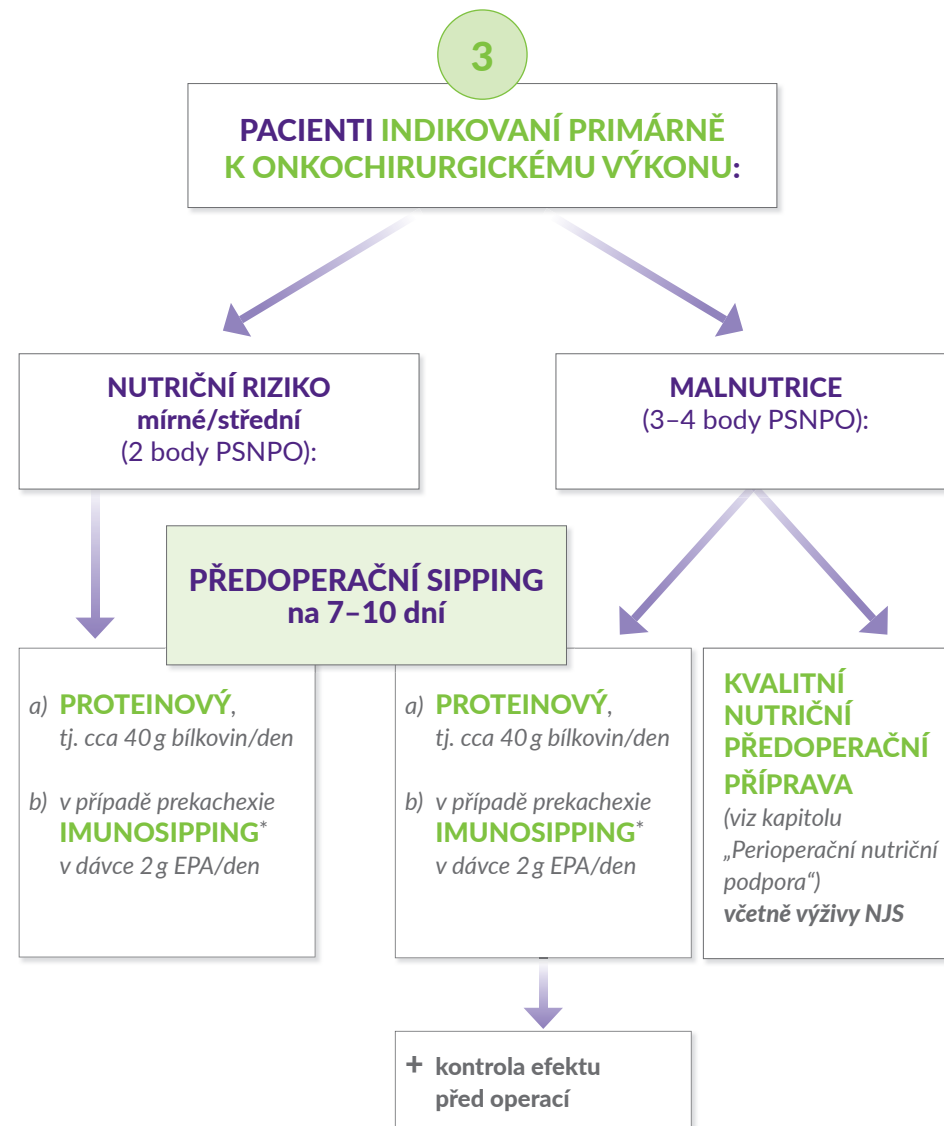 3
PACIENTI INDIKOVANÍ PRIMÁRNĚ
K ONKOCHIRURGICKÉMU VÝKONU:
NUTRIČNÍ RIZIKO
mírné/střední
(2 body PSNPO):
MALNUTRICE
(3–4 body PSNPO):
PŘEDOPERAČNÍ SIPPING
na 7–10 dní
a) PROTEINOVÝ,
tj. cca 40 g bílkovin/den
b) v případě prekachexie
IMUNOSIPPING*
v dávce 2 g EPA/den
a) PROTEINOVÝ,
tj. cca 40 g bílkovin/den
b) v případě prekachexie
IMUNOSIPPING*
v dávce 2 g EPA/den
KVALITNÍ
NUTRIČNÍ
PŘEDOPERAČNÍ
PŘÍPRAVA
(viz kapitolu
„Perioperační nutriční
podpora“)
včetně výživy NJS
+ kontrola efektu
před operací